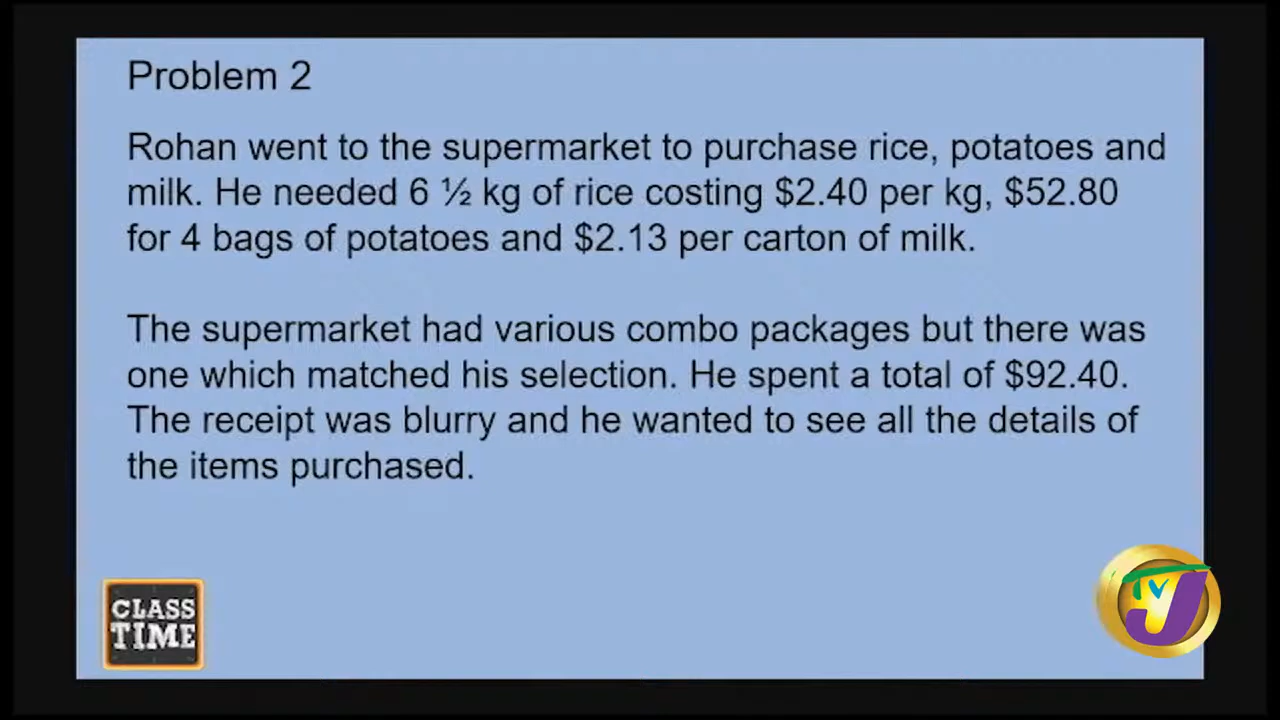 Problem 2
Rohan went to the supermarket to purchase rice, potatoes and
milk. He needed 6 ½ kg of rice costing $2.40 per kg, $52.80
for 4 bags of potatoes and $2.13 per carton of milk.
The supermarket had various combo packages but there was
one which matched his selection. He spent a total of $92.40.
The receipt was blurry and he wanted to see all the details of
the items purchased.
CLASS
TIME
TVJ